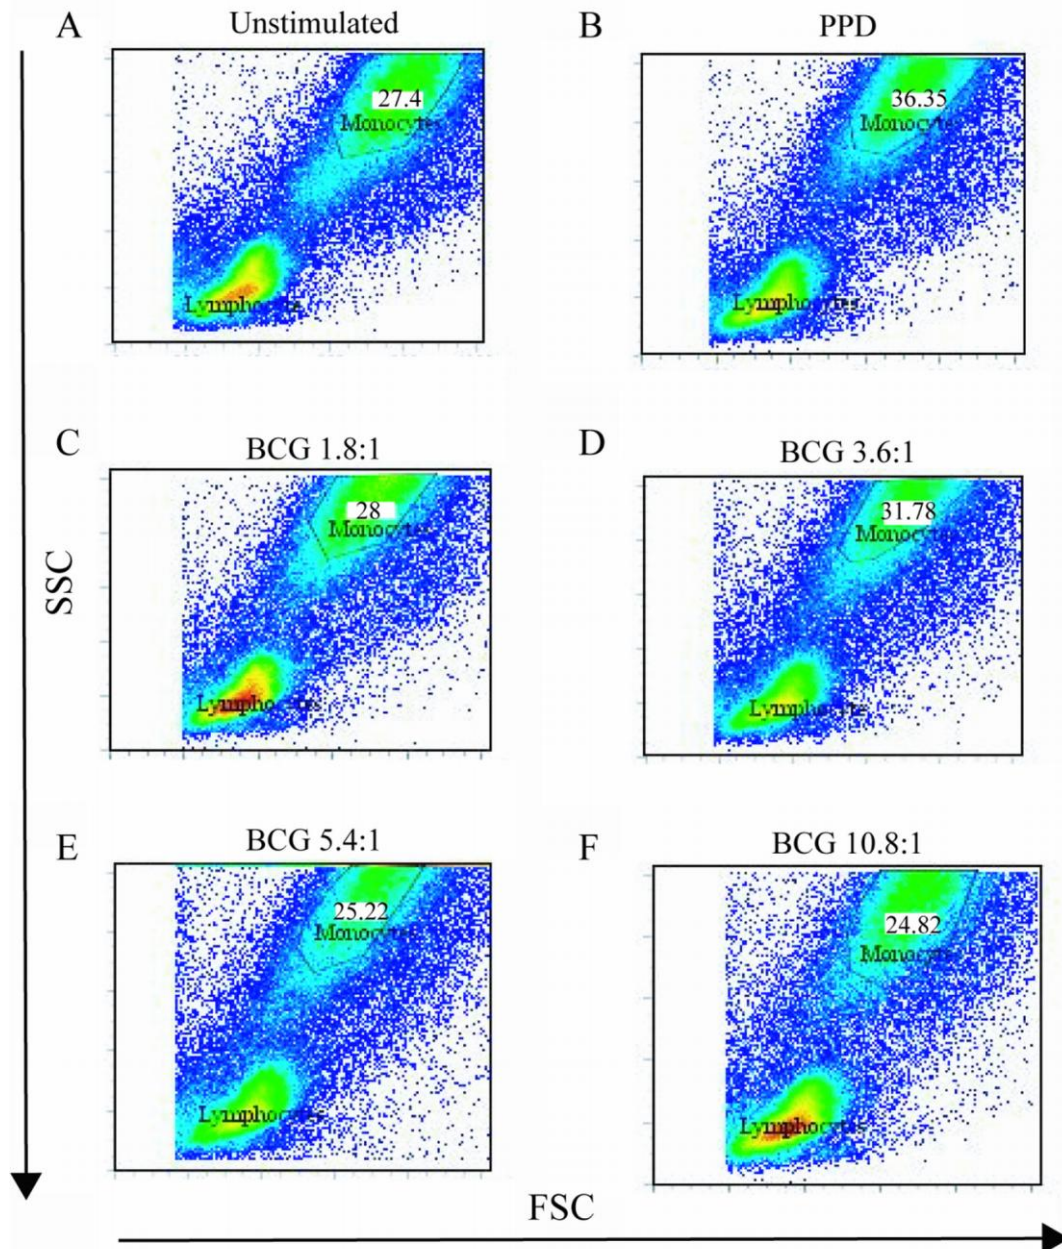 A
Unstimulated
27.4
Monocytes
Lymphocytes
B
PPD
36.35
Monocytes
Lymphocytes
C
BCG 1.8:1
28
Monocytes
Lymphocytes
D
BCG 3.6:1
31.78
Monocytes
Lymphocytes
SSC
E
BCG 5.4:1
25.22
Monocytes
Lymphocytes
F
BCG 10.8:1
24.82
Monocytes
Lymphocytes
FSC